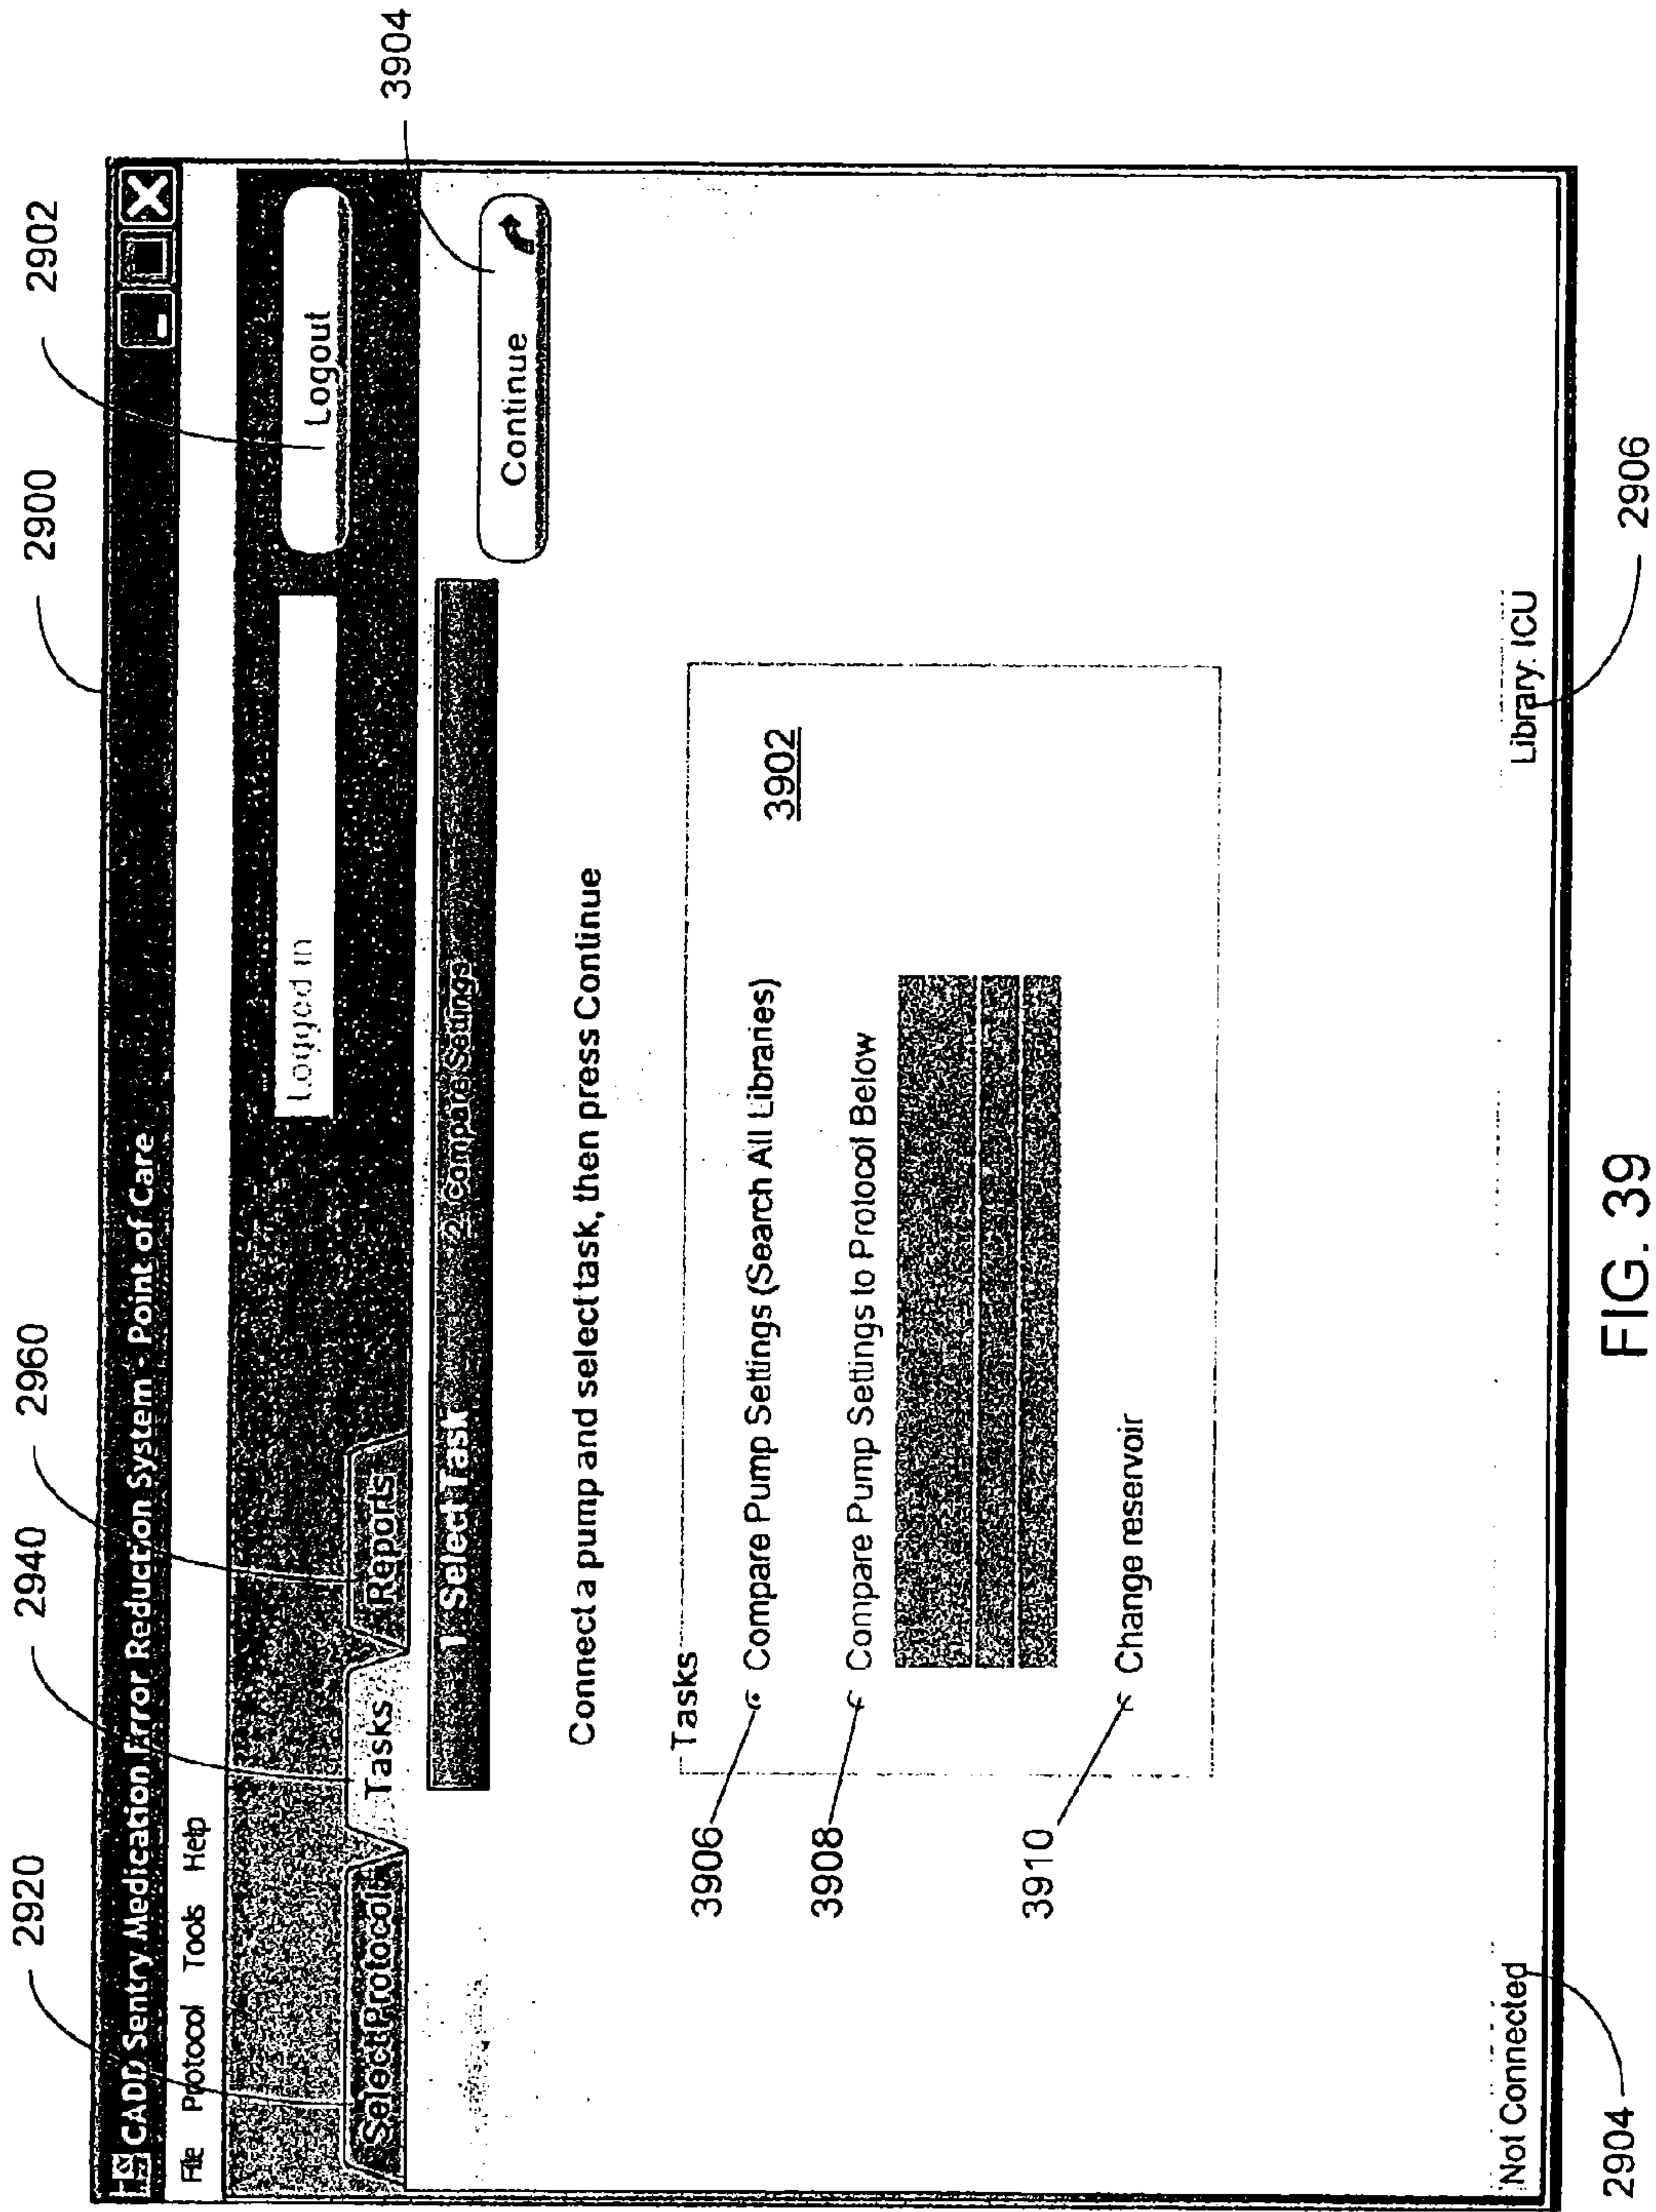 2920
2940
2960
2900
2902
CADD Sentry Medication Error Reduction System - Point of Care
File Protocol Tools Help
Logged in
Logout
Select Protocol
Tasks
Reports
3904
1 Select Task
2 Compare Settings
Continue
Connect a pump and select task, then press Continue
Tasks
3906
Compare Pump Settings (Search All Libraries)
3902
3908
Compare Pump Settings to Protocol Below
3910
Change reservoir
Not Connected
Library: ICU
2904
2906
FIG. 39